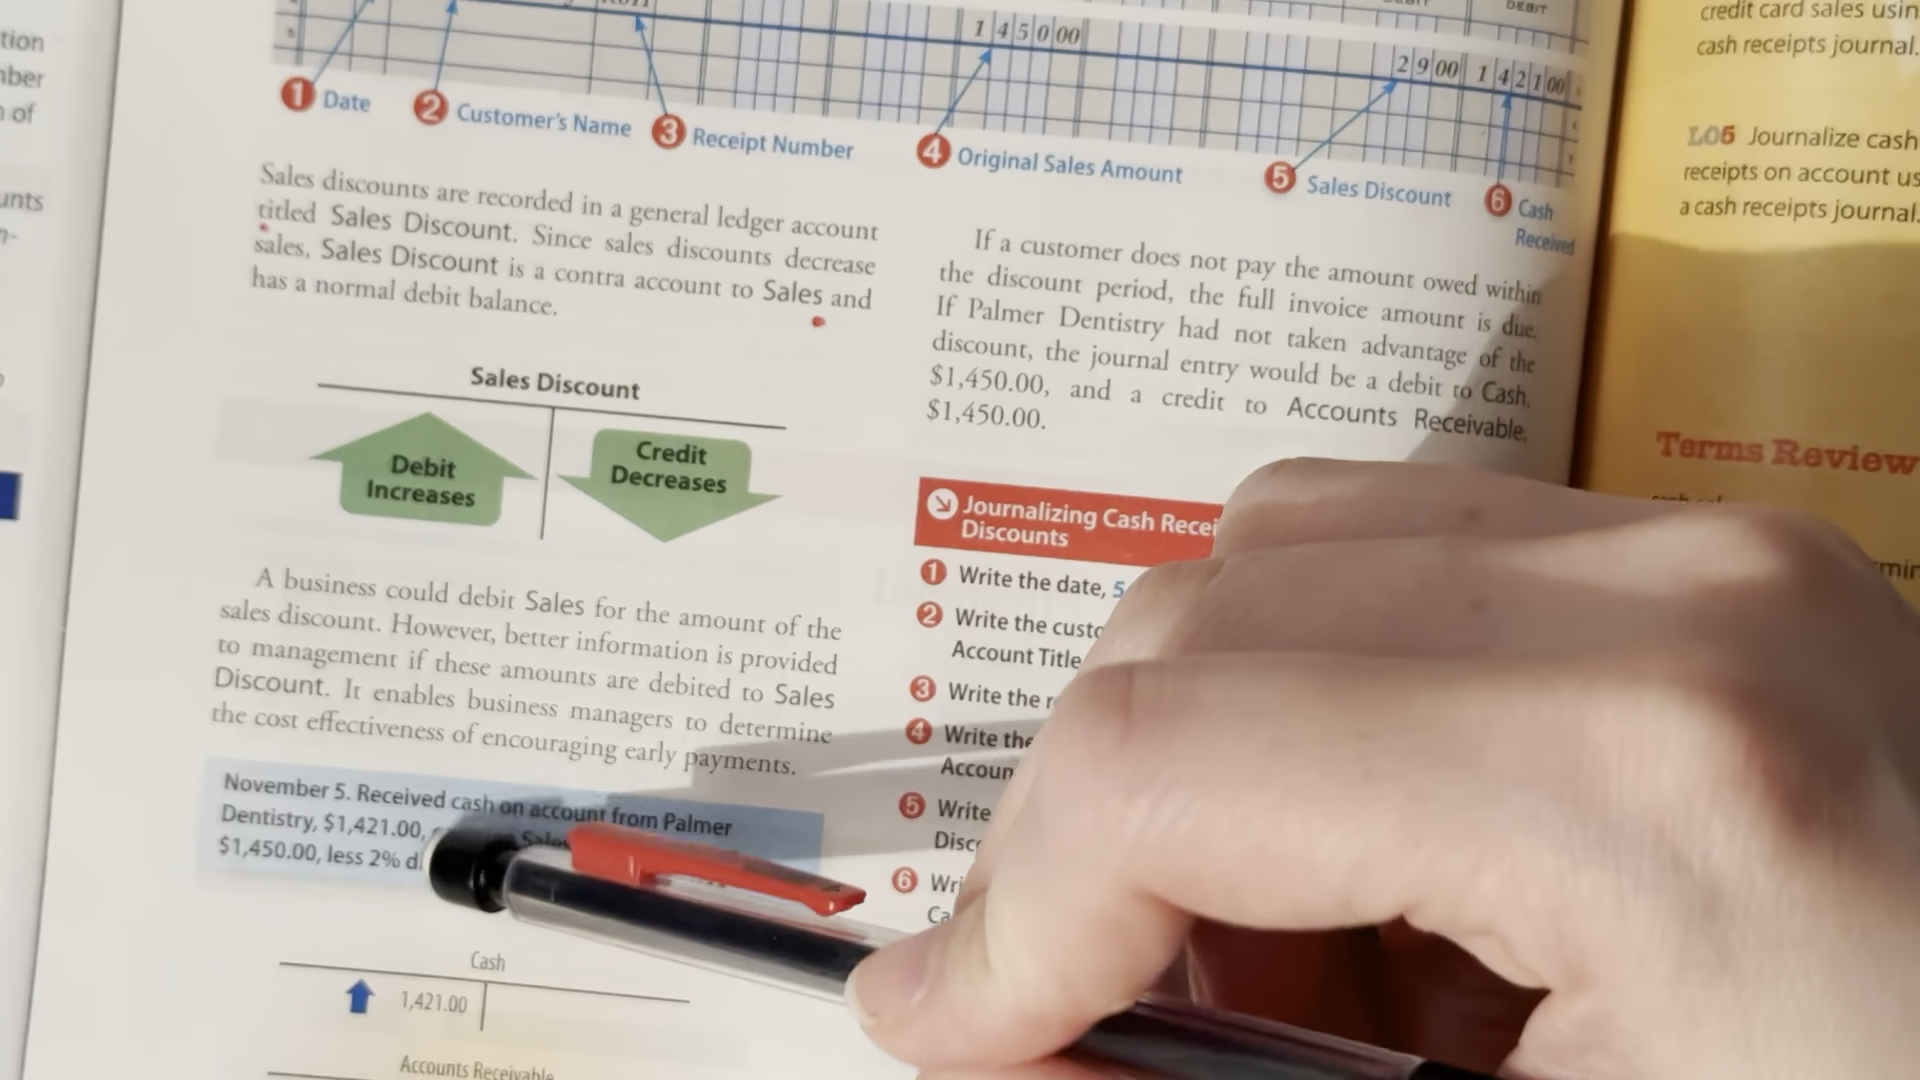 DEBIT
1 4 5 0 00
2 9 00
1 4 2 1 00
1 Date
2 Customer's Name
3 Receipt Number
4 Original Sales Amount
5 Sales Discount
6 Cash
Received
Sales discounts are recorded in a general ledger account
titled Sales Discount. Since sales discounts decrease
sales, Sales Discount is a contra account to Sales and
has a normal debit balance.
Sales Discount
Debit
Increases
Credit
Decreases
A business could debit Sales for the amount of the
sales discount. However, better information is provided
to management if these amounts are debited to Sales
Discount. It enables business managers to determine
the cost effectiveness of encouraging early payments.
November 5. Received cash on account from Palmer
Dentistry, $1,421.00,
$1,450.00, less 2% d
Cash
1,421.00
Accounts Receivable
If a customer does not pay the amount owed within
the discount period, the full invoice amount is due.
If Palmer Dentistry had not taken advantage of the
discount, the journal entry would be a debit to Cash,
$1,450.00, and a credit to Accounts Receivable,
$1,450.00.
Journalizing Cash Recei
Discounts
1 Write the date, 5
2 Write the custo
Account Title
3 Write the r
4 Write the
Accoun
5 Write
Disc
6 Wri
Ca
tion
nber
n of
unts
n-
credit card sales usin
cash receipts journal.
LO5 Journalize cash
receipts on account us
a cash receipts journal.
Terms Review